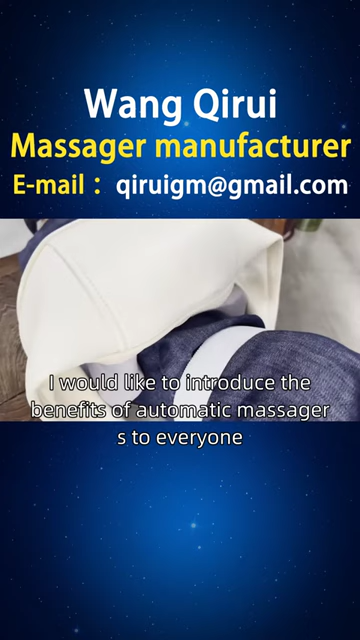 Wang Qirui
Massager manufacturer
E-mail： qiruigm@gmail.com
I would like to introduce the
benefits of automatic massager
s to everyone